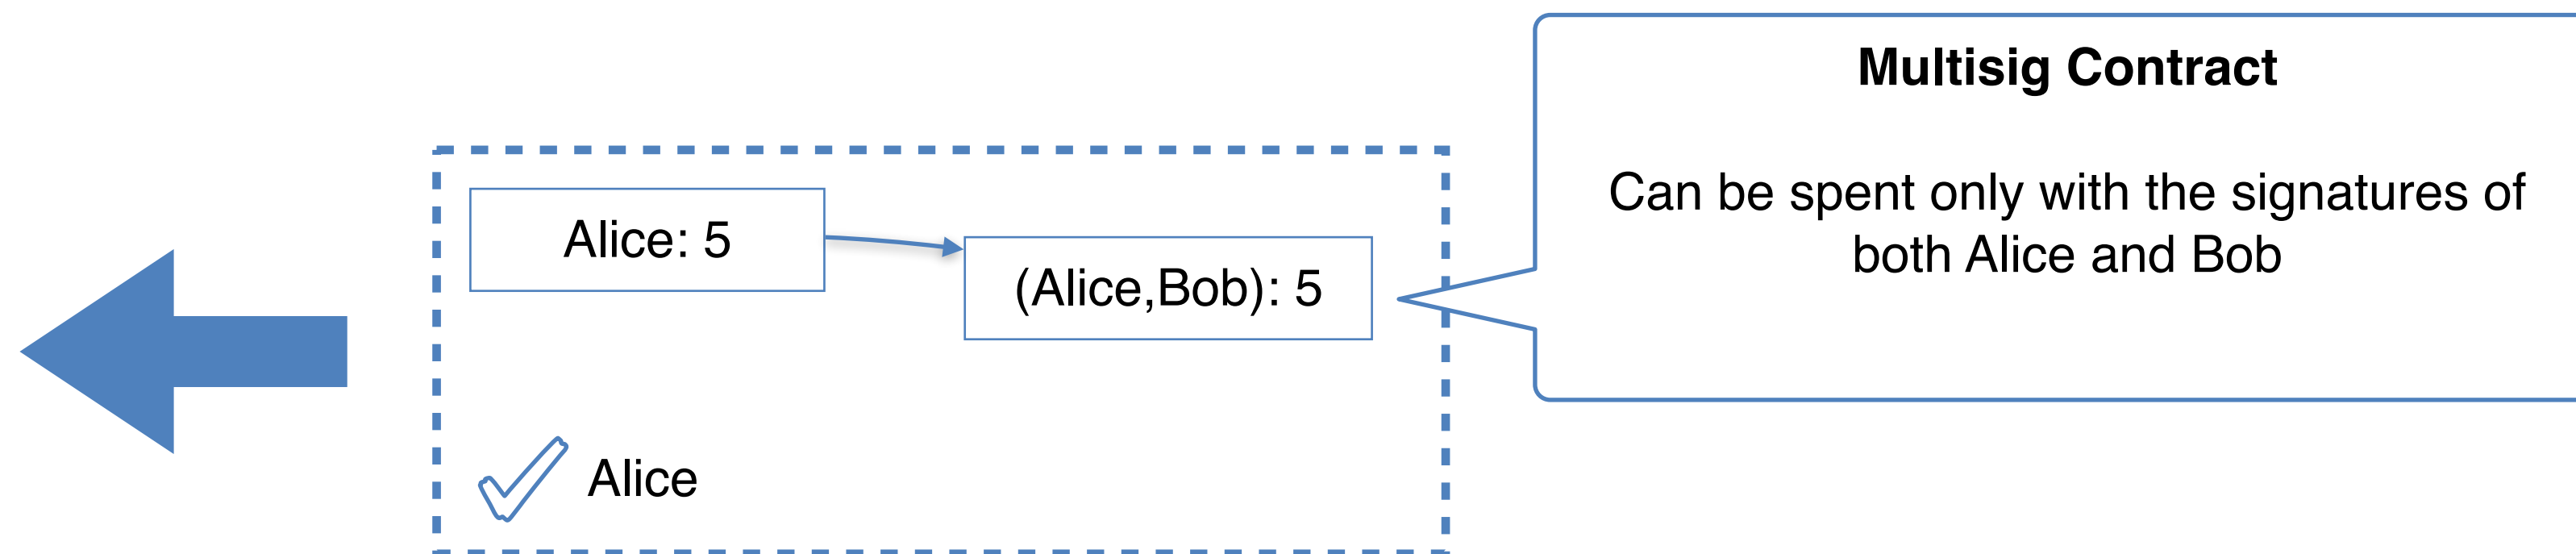 Multisig Contract
Can be spent only with the signatures of
both Alice and Bob
Alice: 5
(Alice,Bob): 5
Alice